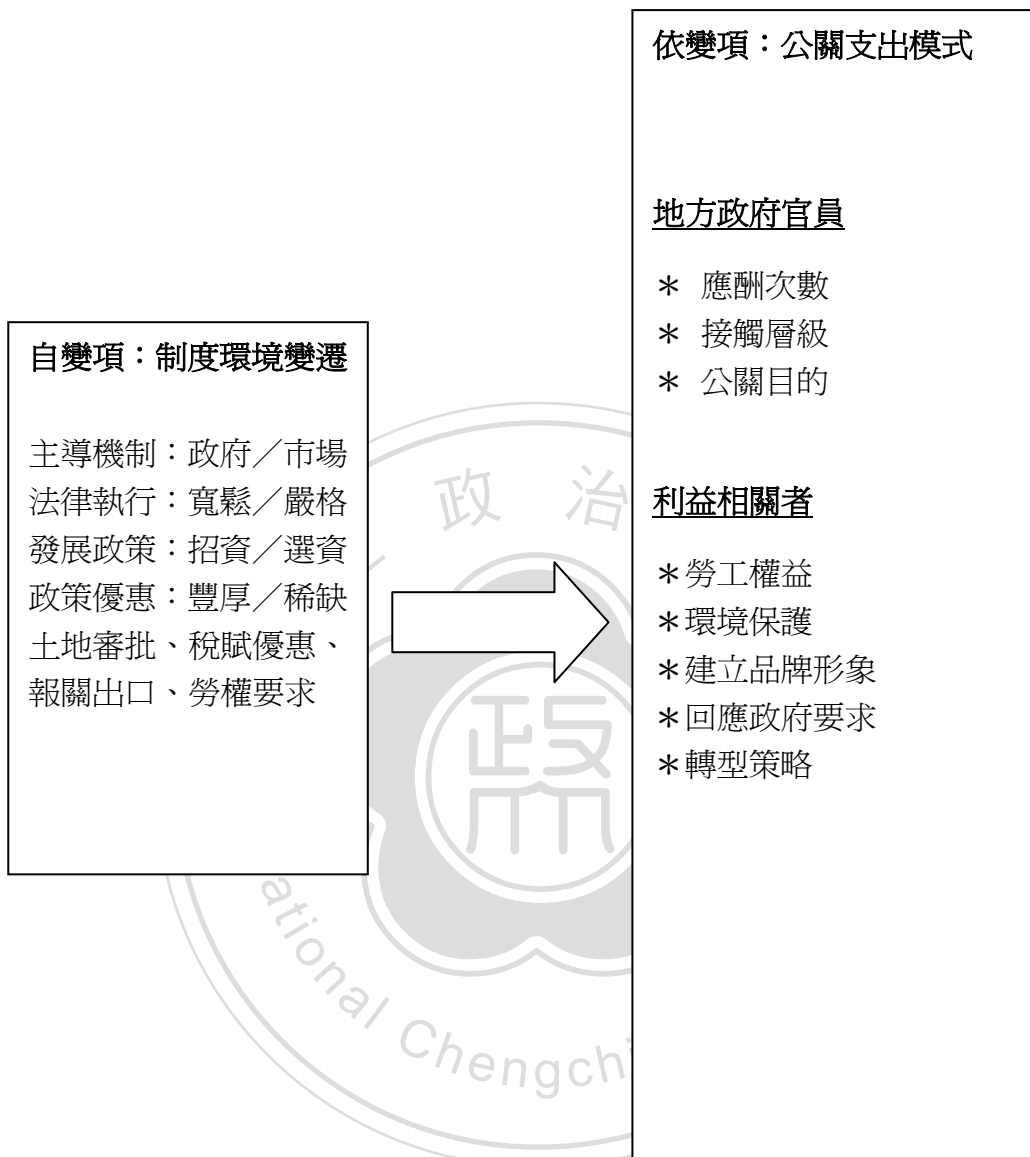 依變項：公關支出模式
地方政府官員
＊ 應酬次數
＊ 接觸層級
＊ 公關目的
利益相關者
＊勞工權益
＊環境保護
＊建立品牌形象
＊回應政府要求
＊轉型策略
自變項：制度環境變遷
主導機制：政府／市場
法律執行：寬鬆／嚴格
發展政策：招資／選資
政策優惠：豐厚／稀缺
土地審批、稅賦優惠、
報關出口、勞權要求
政 治
政
ational Chengchi